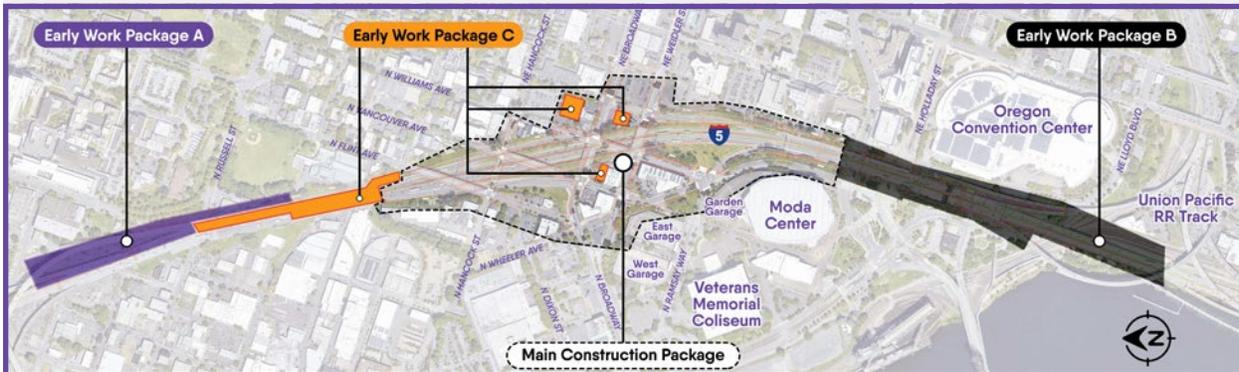 Early Work Package A
Early Work Package C
Early Work Package B
NE HANCOCK ST
NE BROADWAY
NE WEIDLER ST
N WILLIAMS AVE
N VANCOUVER AVE
N FLINT AVE
N RUSSELL ST
5
NE HOLLADAY ST
Oregon
Convention Center
NE LLOYD BLVD
Union Pacific
RR Track
Garden
Garage
Moda
Center
East
Garage
West
Garage
N HANCOCK ST
N WHEELER AVE
N DIXON ST
N BROADWAY
N RAMSAY WAY
Veterans
Memorial
Coliseum
Main Construction Package
Z